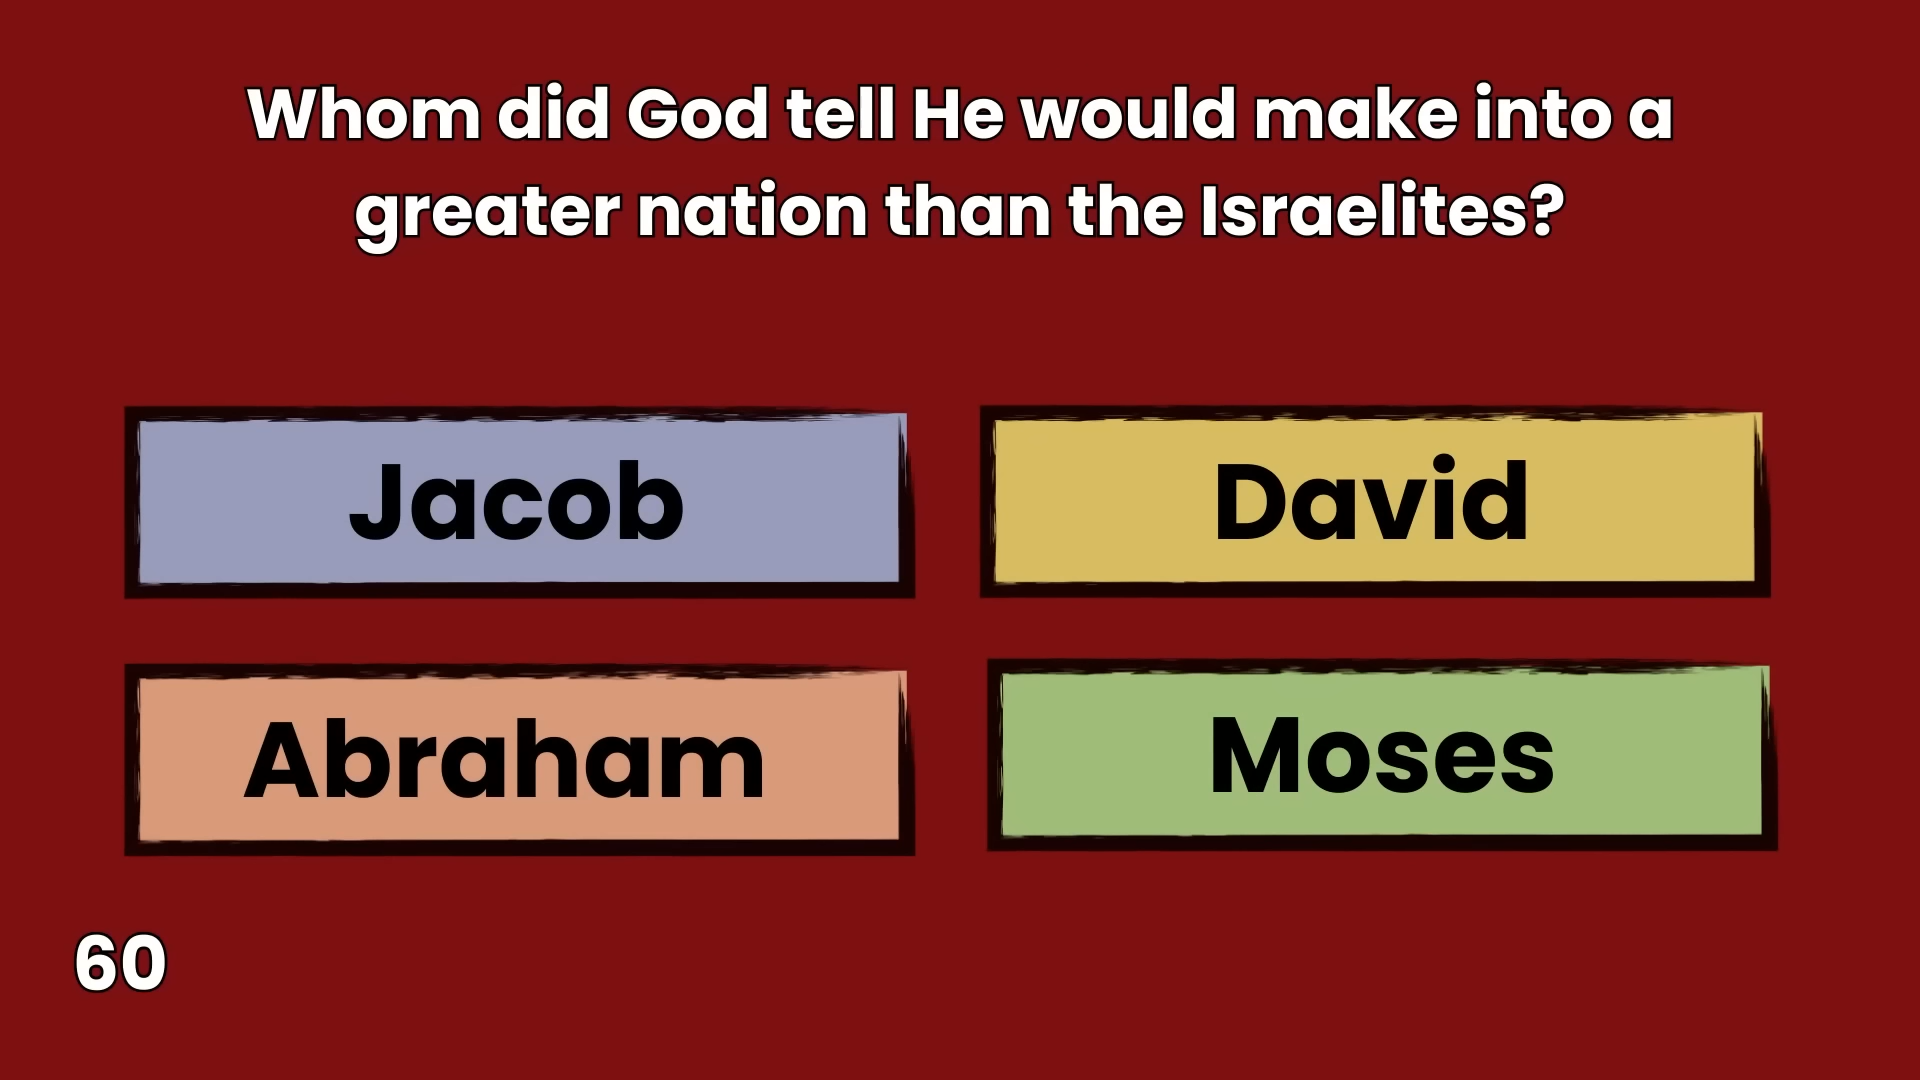 Whom did God tell He would make into a
greater nation than the Israelites?
Jacob
David
Abraham
Moses
60